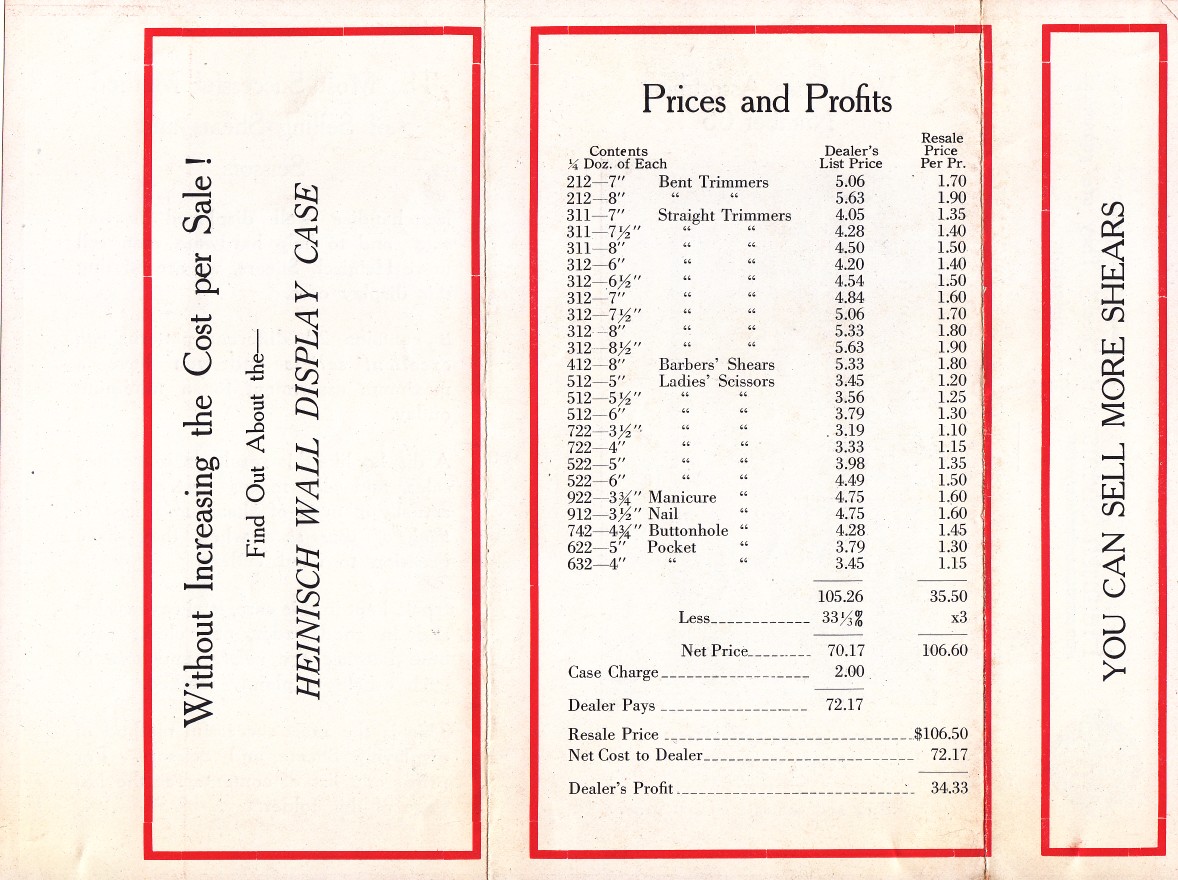 Without Increasing the Cost per Sale !
Find Out About the—
HEINISCH WALL DISPLAY CASE
Prices and Profits
Contents
¼ Doz. of Each
Dealer's
List Price
Resale
Price
Per Pr.
212—7″ Bent Trimmers 5.06 1.70
212—8″ “ “ 5.63 1.90
311—7″ Straight Trimmers 4.05 1.35
311—7½″ “ “ 4.28 1.40
311—8″ “ “ 4.50 1.50
312—6″ “ “ 4.20 1.40
312—6½″ “ “ 4.54 1.50
312—7″ “ “ 4.84 1.60
312—7½″ “ “ 5.06 1.70
312—8″ “ “ 5.33 1.80
312—8½″ “ “ 5.63 1.90
412—8″ Barbers' Shears 5.33 1.80
512—5″ Ladies' Scissors 3.45 1.20
512—5½″ “ “ 3.56 1.25
512—6″ “ “ 3.79 1.30
722—3½″ “ “ 3.19 1.10
722—4″ “ “ 3.33 1.15
522—5″ “ “ 3.98 1.35
522—6″ “ “ 4.49 1.50
922—3¾″ Manicure “ 4.75 1.60
912—3½″ Nail “ 4.75 1.60
742—4¾″ Buttonhole “ 4.28 1.45
622—5″ Pocket “ 3.79 1.30
632—4″ “ “ 3.45 1.15
105.26 35.50
Less 33⅓% x3
Net Price 70.17 106.60
Case Charge 2.00
Dealer Pays 72.17
Resale Price $106.50
Net Cost to Dealer 72.17
Dealer's Profit 34.33
YOU CAN SELL MORE SHEARS